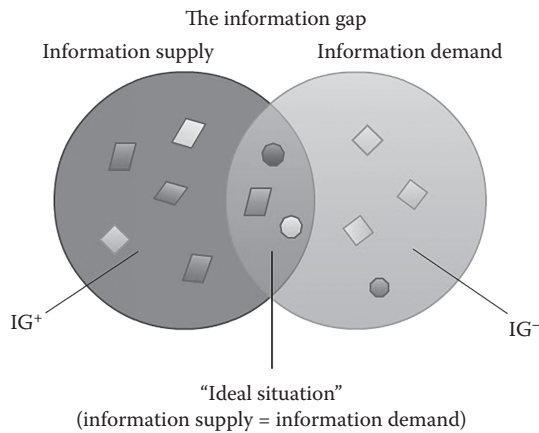 The information gap
Information supply
Information demand
IG⁺
IG⁻
“Ideal situation”
(information supply = information demand)